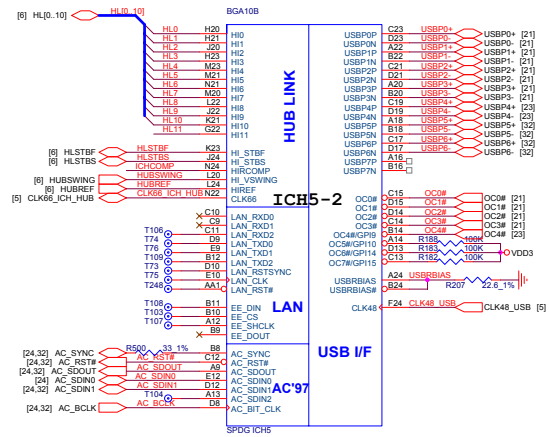 BGA10B
[6] HL[0..10] HL[0..10]
HL0 H20 HI0
HL1 H21 HI1
HL2 J20 HI2
HL3 H23 HI3
HL4 M23 HI4
HL5 M21 HI5
HL6 N21 HI6
HL7 M20 HI7
HL8 L22 HI8
HL9 J22 HI9
HL10 K21 HI10
HL11 G22 HI11
[6] HLSTBF HLSTBF K23 HI_STBF
[6] HLSTBS HLSTBS J24 HI_STBS
ICHCOMP N24 HIRCOMP
[6] HUBSWING HUBSWING L20 HI_VSWING
[6] HUBREF HUBREF L24 HIREF
[5] CLK66_ICH_HUB CLK66_ICH_HUB N22 CLK66
HUB LINK
ICH5-2
C10 LAN_RXD0
C9 LAN_RXD1
T106 C11 LAN_RXD2
T74 D9 LAN_TXD0
T76 E9 LAN_TXD1
T109 B12 LAN_TXD2
T73 D10 LAN_RSTSYNC
T75 E10 LAN_CLK
T248 AA1 LAN_RST#
T108 B11 EE_DIN
T103 B10 EE_CS
T107 A12 EE_SHCLK
B9 EE_DOUT
LAN
[24,32] AC_SYNC R500 33_1% B8 AC_SYNC
[24,32] AC_RST# AC_RST# C12 AC_RST#
[24,32] AC_SDOUT AC_SDOUT A9 AC_SDOUT
[24] AC_SDIN0 AC_SDIN0 E12 AC_SDIN0
[24,32] AC_SDIN1 AC_SDIN1 D12 AC_SDIN1
T104 A13 AC_SDIN2
[24,32] AC_BCLK AC_BCLK D8 AC_BIT_CLK
AC'97
SPDG ICH5
USBP0P C23 USBP0+ USBP0+ [21]
USBP0N D23 USBP0- USBP0- [21]
USBP1P A22 USBP1+ USBP1+ [21]
USBP1N B22 USBP1- USBP1- [21]
USBP2P C21 USBP2+ USBP2+ [21]
USBP2N D21 USBP2- USBP2- [21]
USBP3P A20 USBP3+ USBP3+ [21]
USBP3N B20 USBP3- USBP3- [21]
USBP4P C19 USBP4+ USBP4+ [23]
USBP4N D19 USBP4- USBP4- [23]
USBP5P A18 USBP5+ USBP5+ [32]
USBP5N B18 USBP5- USBP5- [32]
USBP6P C17 USBP6+ USBP6+ [32]
USBP6N D17 USBP6- USBP6- [32]
USBP7P A16
USBP7N B16
OC0# C15 OC0# OC0# [21]
OC1# D15 OC1# OC1# [21]
OC2# D14 OC2# OC2# [21]
OC3# C14 OC3# OC3# [21]
OC4#/GPI9 B14 OC4# OC4# [23]
OC5#/GPI10 A14 R188 100K
OC6#/GPI14 D13 R183 100K VDD3
OC7#/GPI15 C13 R182 100K
USBRBIAS A24 USBRBIAS
USBRBIAS# B24 R207 22.6_1%
CLK48 F24 CLK48_USB CLK48_USB [5]
USB I/F